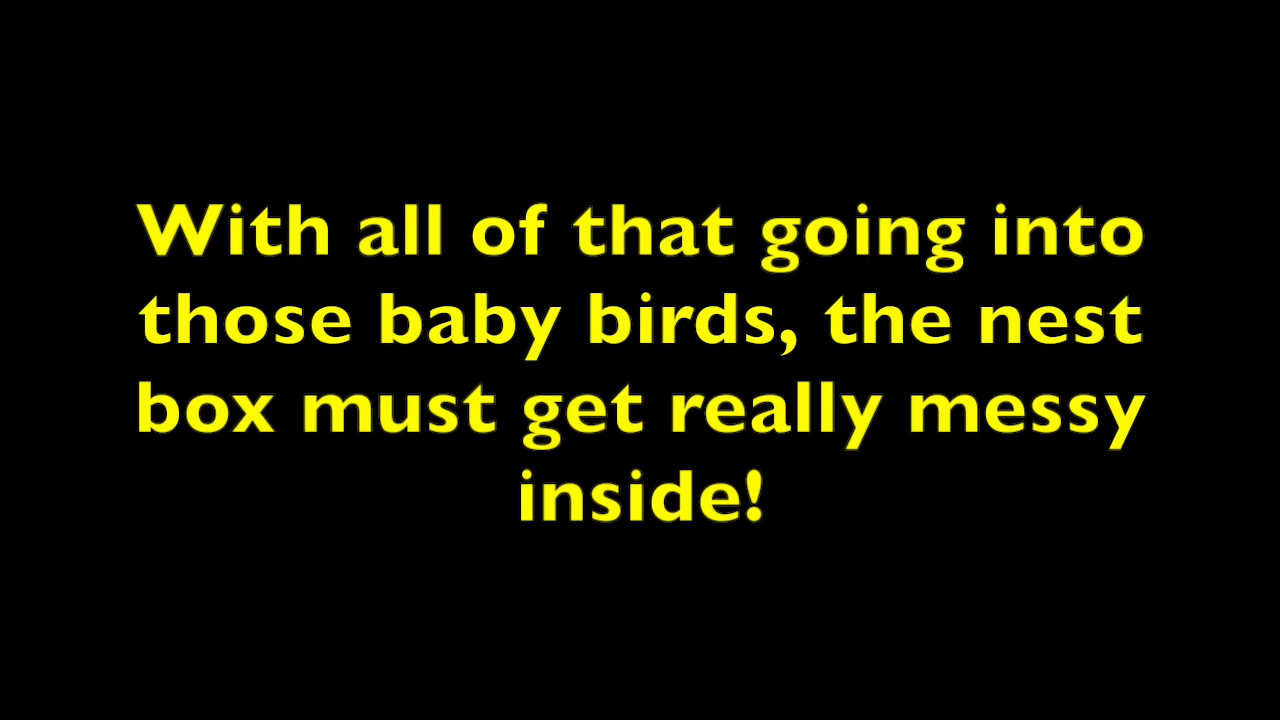 With all of that going into
those baby birds, the nest
box must get really messy
inside!